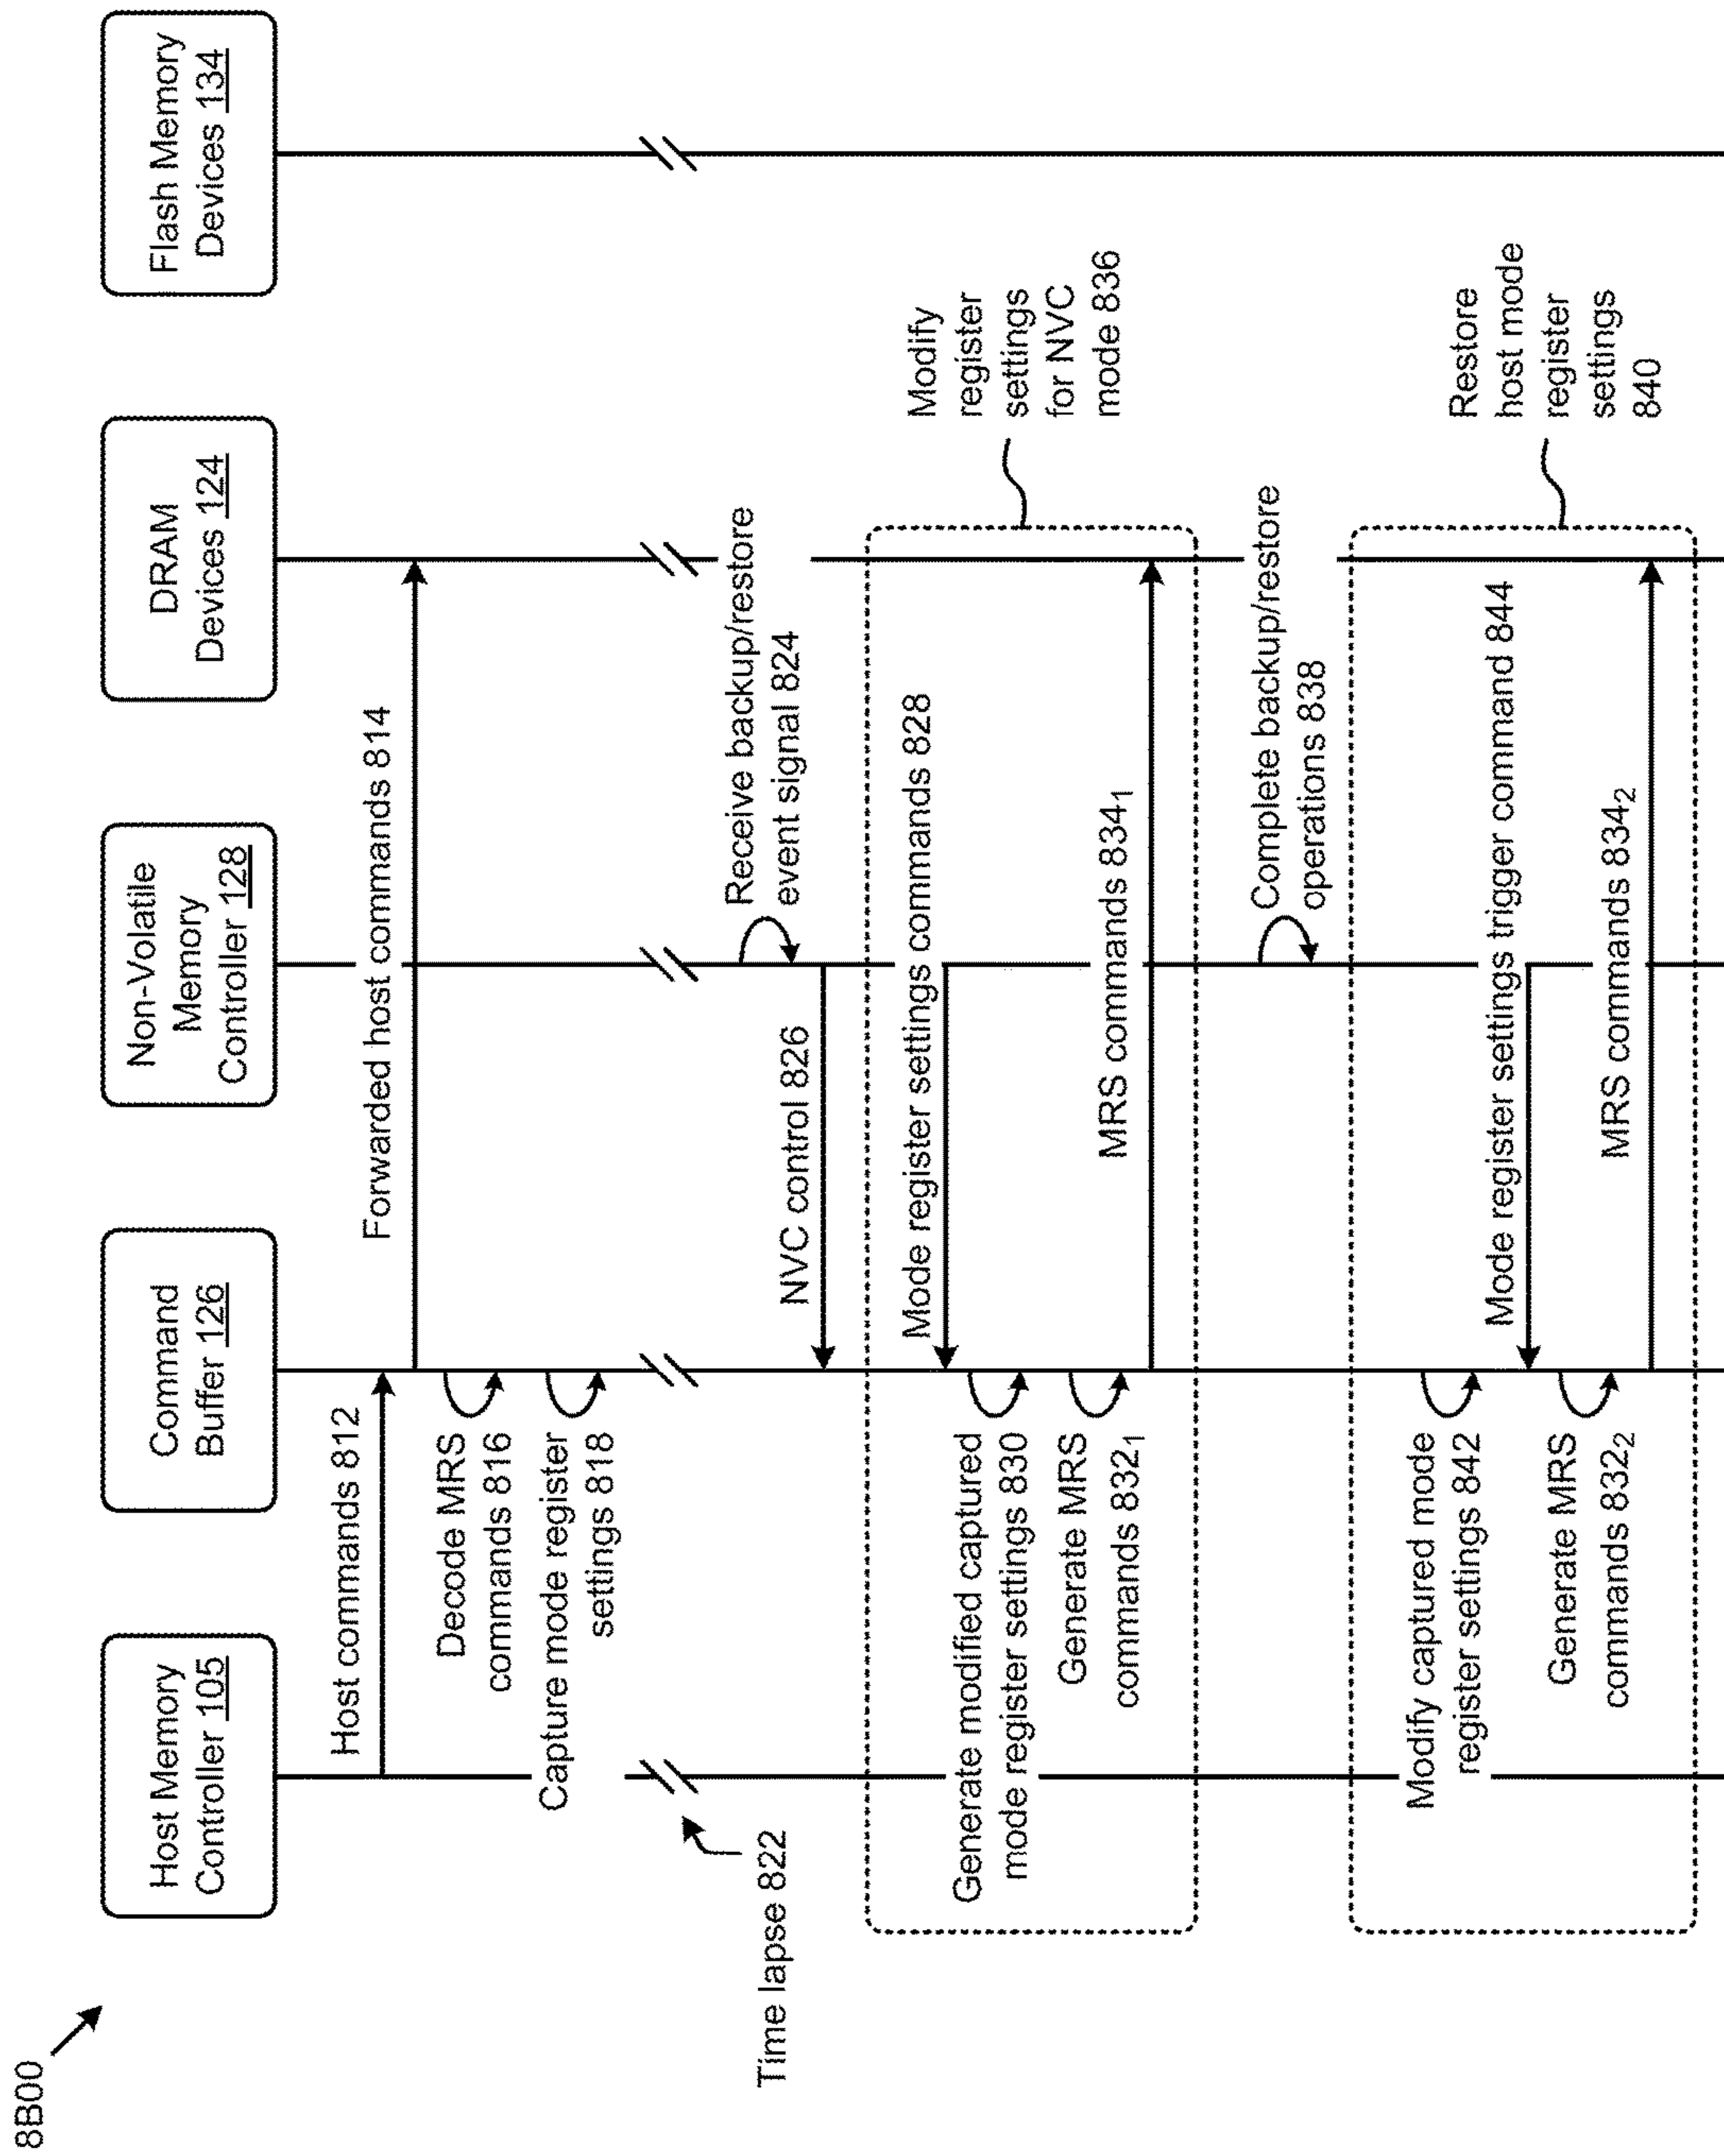 8B00
Host Memory
Controller 105
Command
Buffer 126
Non-Volatile
Memory
Controller 128
DRAM
Devices 124
Flash Memory
Devices 134
Host commands 812
Forwarded host commands 814
Decode MRS
commands 816
Capture mode register
settings 818
Time lapse 822
Receive backup/restore
event signal 824
NVC control 826
Mode register settings commands 828
Modify
register
settings
for NVC
mode 836
Generate modified captured
mode register settings 830
Generate MRS
commands 832₁
MRS commands 834₁
Complete backup/restore
operations 838
Restore
host mode
register
settings
840
Modify captured mode
register settings 842
Mode register settings trigger command 844
Generate MRS
commands 832₂
MRS commands 834₂